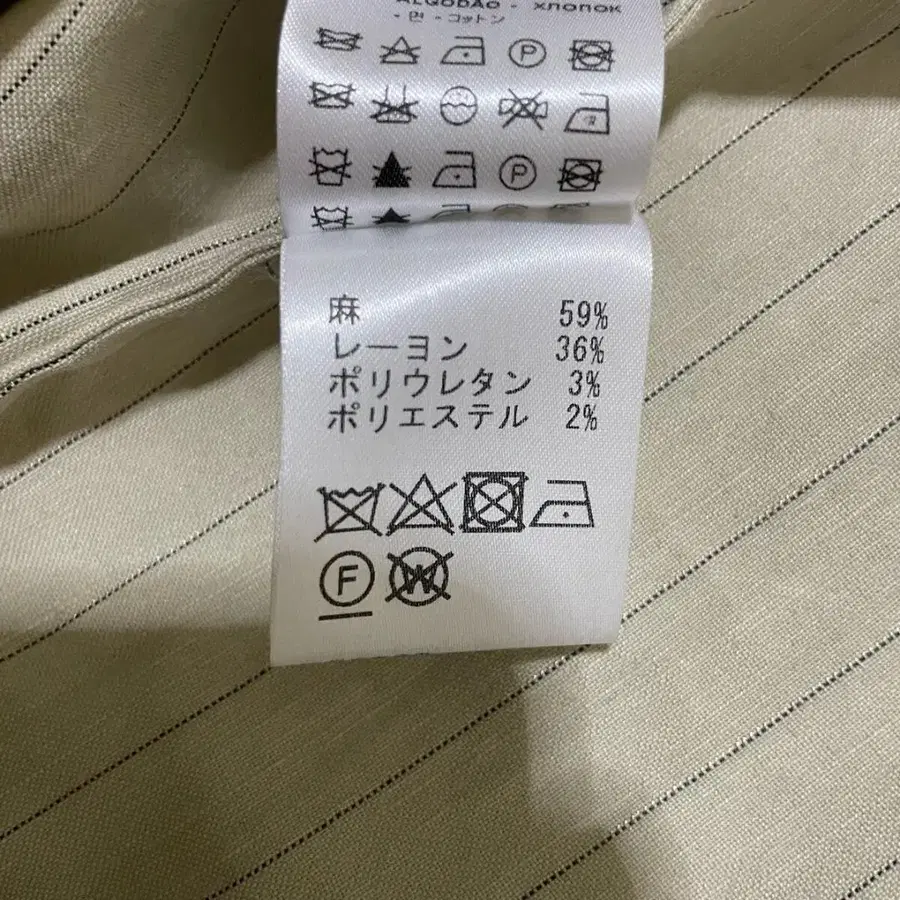 ALGODÃO - ХЛОПОК
- 면 - コットン
P
P
麻 59%
レーヨン 36%
ポリウレタン 3%
ポリエステル 2%
F W